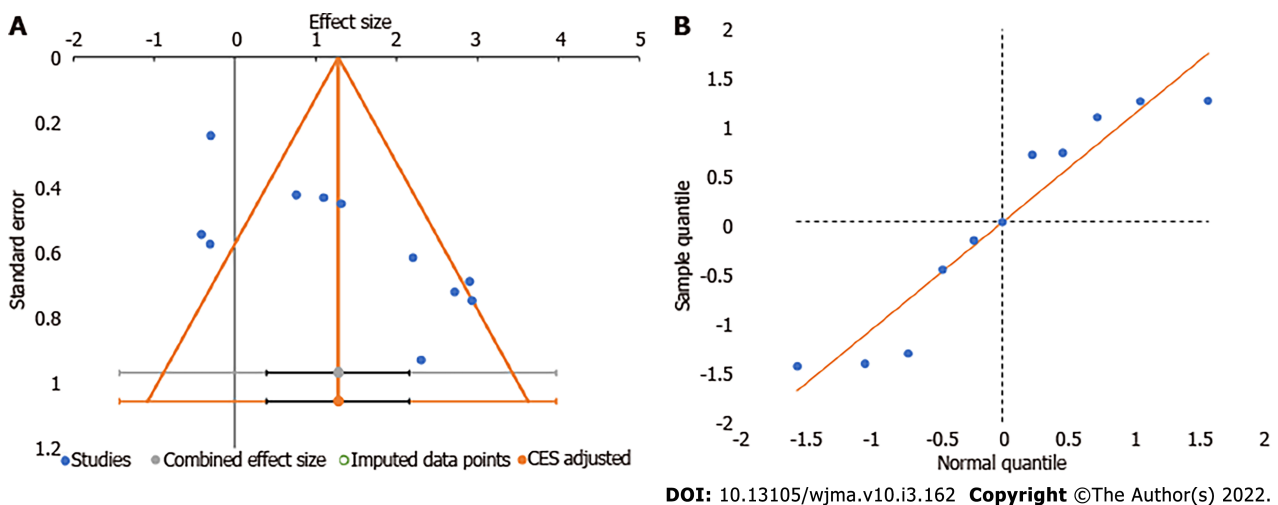 A
Effect size
-2 -1 0 1 2 3 4 5
Standard error
0
0.2
0.4
0.6
0.8
1
1.2
Studies Combined effect size Imputed data points CES adjusted
B
Sample quantile
2
1.5
1
0.5
0
-0.5
-1
-1.5
-2
-2 -1.5 -1 -0.5 0 0.5 1 1.5 2
Normal quantile
DOI: 10.13105/wjma.v10.i3.162 Copyright ©The Author(s) 2022.